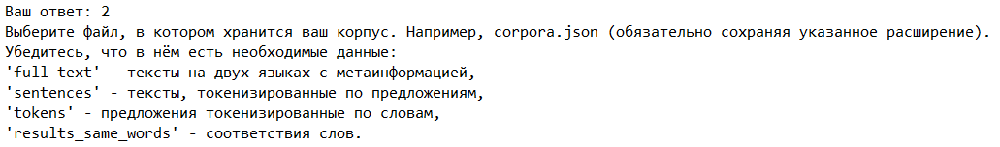 Ваш ответ: 2
Выберите файл, в котором хранится ваш корпус. Например, corpora.json (обязательно сохраняя указанное расширение).
Убедитесь, что в нём есть необходимые данные:
'full text' - тексты на двух языках с метаинформацией,
'sentences' - тексты, токенизированные по предложениям,
'tokens' - предложения токенизированные по словам,
'results_same_words' - соответствия слов.